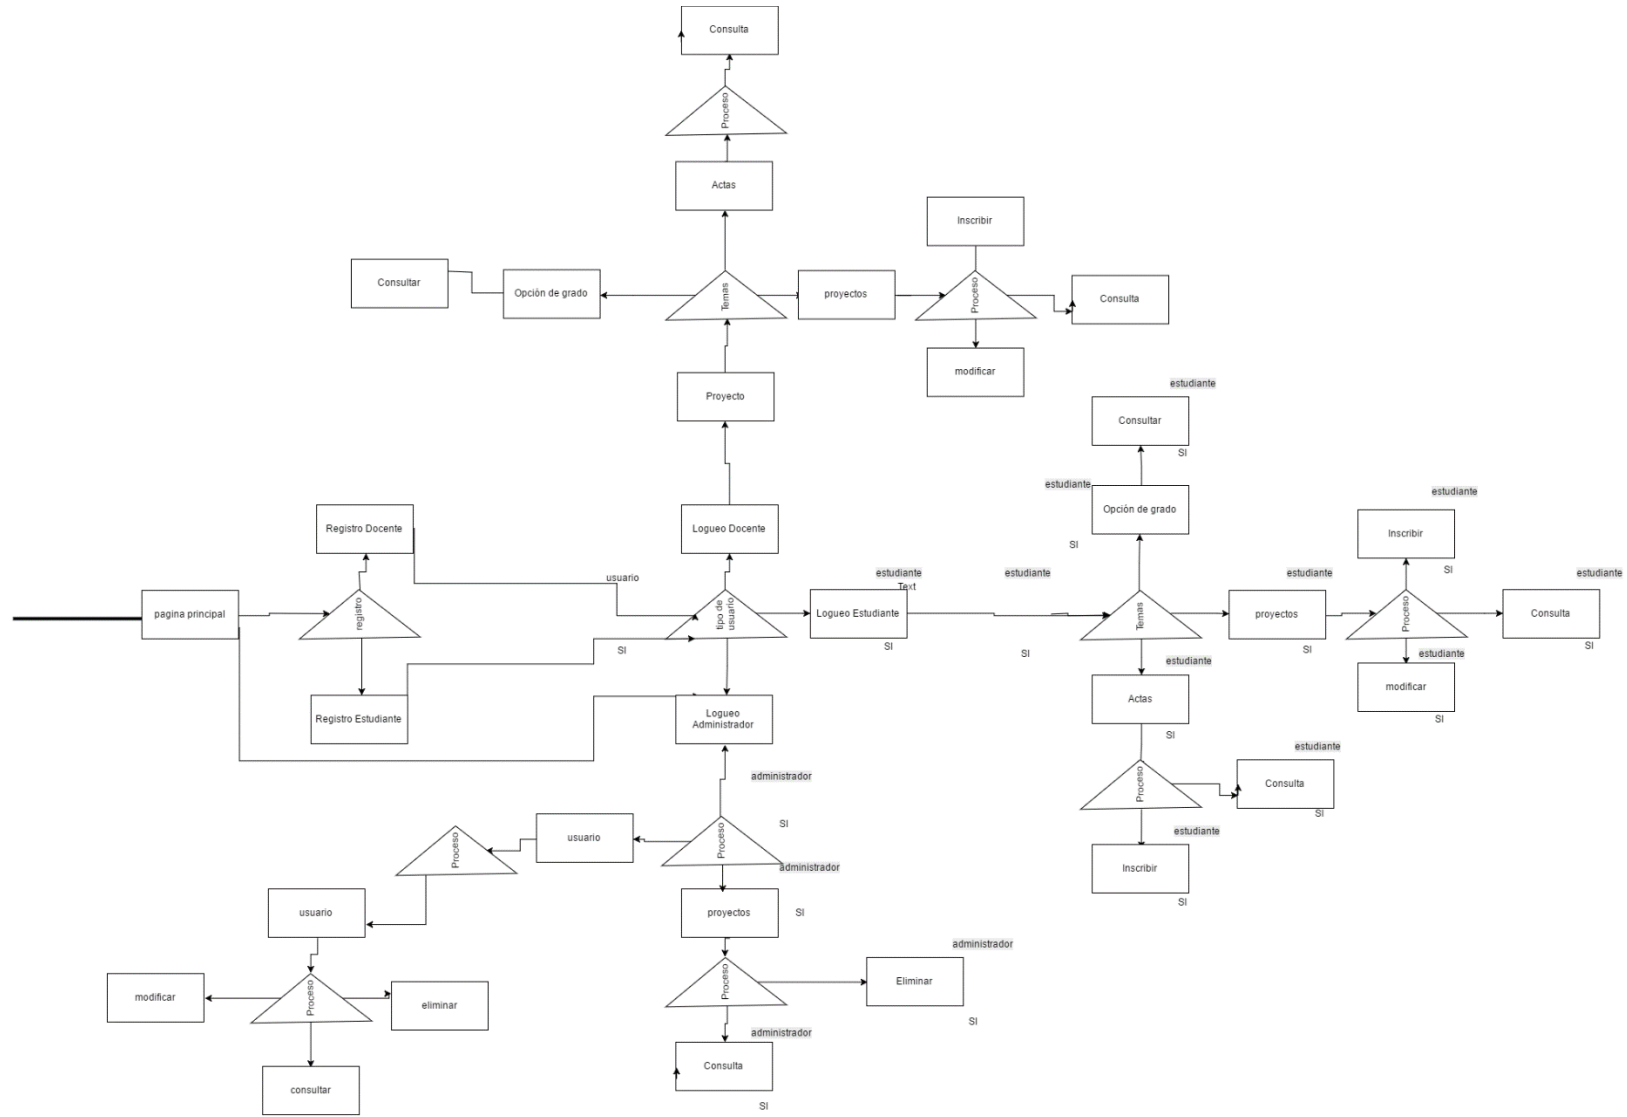 Consulta
Proceso
Actas
Inscribir
Consultar
Opción de grado
Temas
proyectos
Proceso
Consulta
modificar
Proyecto
estudiante
Consultar
SI
estudiante
Opción de grado
SI
estudiante
Inscribir
SI
Registro Docente
Logueo Docente
usuario
estudiante
Text
estudiante
estudiante
estudiante
pagina principal
registro
tipo de
usuario
Logueo Estudiante
SI
Temas
proyectos
SI
Proceso
Consulta
SI
SI
SI
estudiante
estudiante
Registro Estudiante
Logueo
Administrador
Actas
SI
modificar
SI
estudiante
administrador
Proceso
Consulta
SI
SI
estudiante
usuario
Proceso
Proceso
administrador
Inscribir
SI
usuario
proyectos
SI
administrador
modificar
Proceso
eliminar
Proceso
Eliminar
SI
administrador
consultar
Consulta
SI